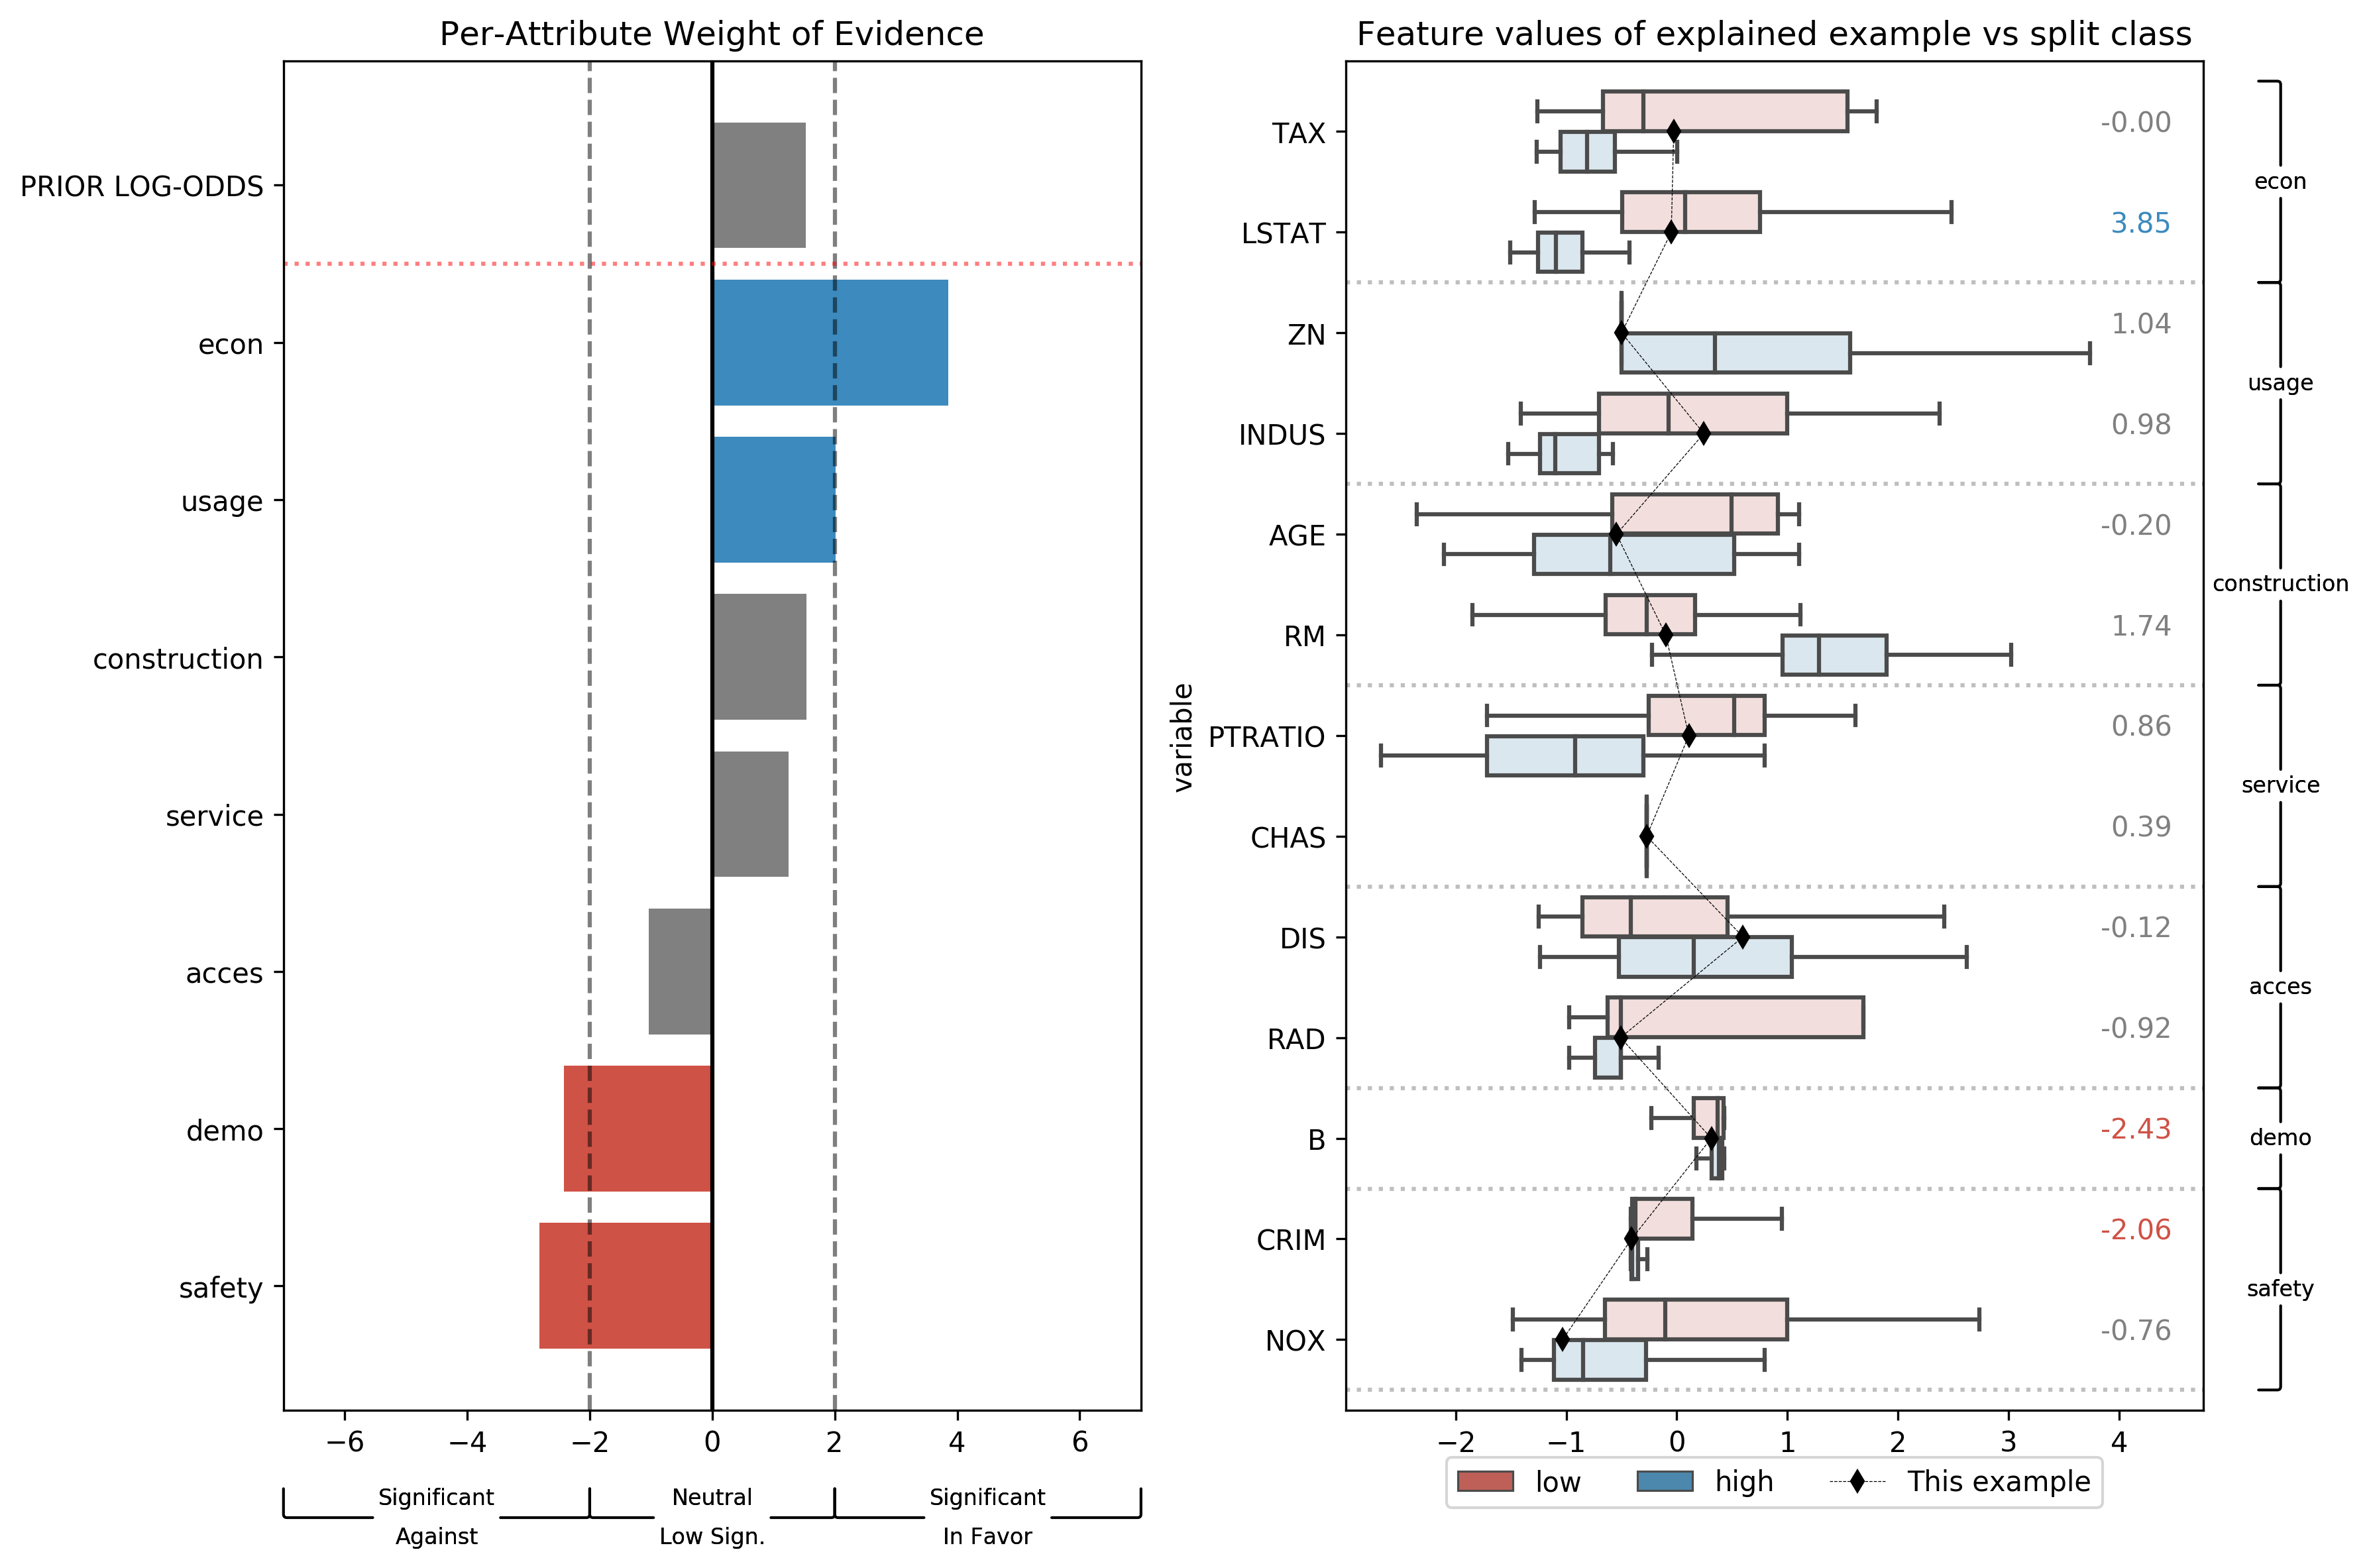 Per-Attribute Weight of Evidence
PRIOR LOG-ODDS
econ
usage
construction
service
acces
demo
safety
−6 −4 −2 0 2 4 6
Significant
Against
Neutral
Low Sign.
Significant
In Favor
Feature values of explained example vs split class
variable
TAX -0.00
LSTAT 3.85
ZN 1.04
INDUS 0.98
AGE -0.20
RM 1.74
PTRATIO 0.86
CHAS 0.39
DIS -0.12
RAD -0.92
B -2.43
CRIM -2.06
NOX -0.76
econ
usage
construction
service
acces
demo
safety
−2 −1 0 1 2 3 4
low high This example